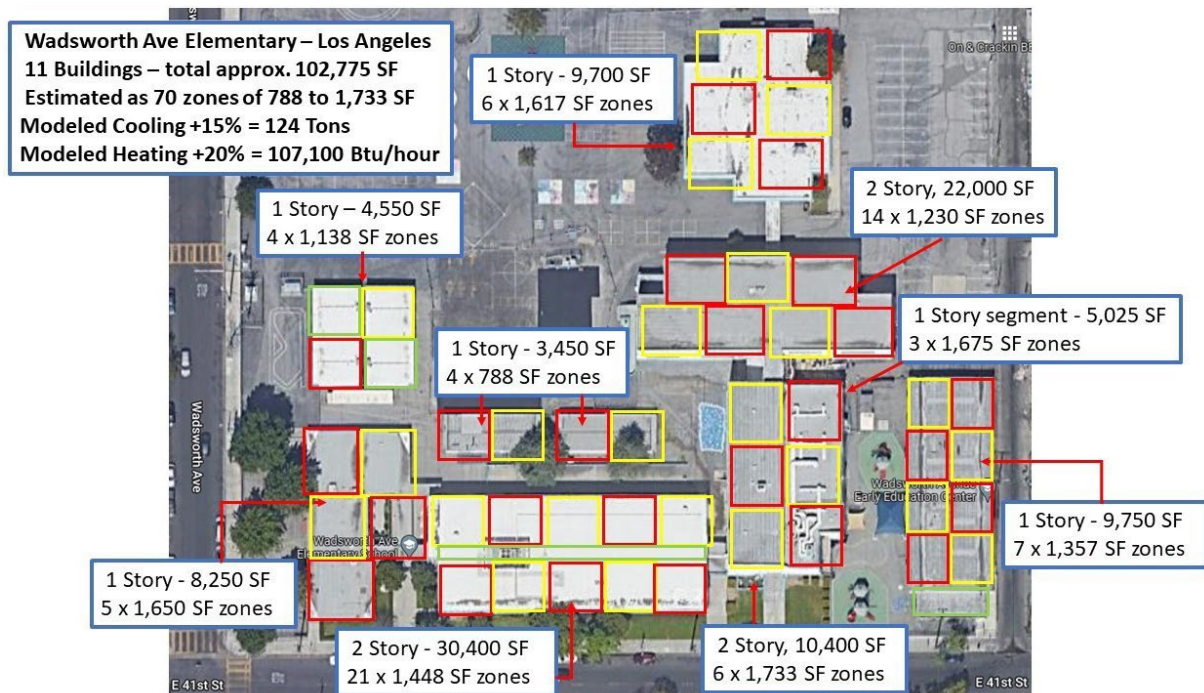 Wadsworth Ave Elementary – Los Angeles
11 Buildings – total approx. 102,775 SF
Estimated as 70 zones of 788 to 1,733 SF
Modeled Cooling +15% = 124 Tons
Modeled Heating +20% = 107,100 Btu/hour
On & Crackin
1 Story - 9,700 SF
6 x 1,617 SF zones
2 Story, 22,000 SF
14 x 1,230 SF zones
1 Story – 4,550 SF
4 x 1,138 SF zones
1 Story segment - 5,025 SF
3 x 1,675 SF zones
1 Story - 3,450 SF
4 x 788 SF zones
Wadsworth Ave
Wadsworth Avenue
Early Education Center
1 Story - 9,750 SF
7 x 1,357 SF zones
Wadsworth Ave
Elementary School
1 Story - 8,250 SF
5 x 1,650 SF zones
2 Story - 30,400 SF
21 x 1,448 SF zones
2 Story, 10,400 SF
6 x 1,733 SF zones
E 41st St
E 41st St